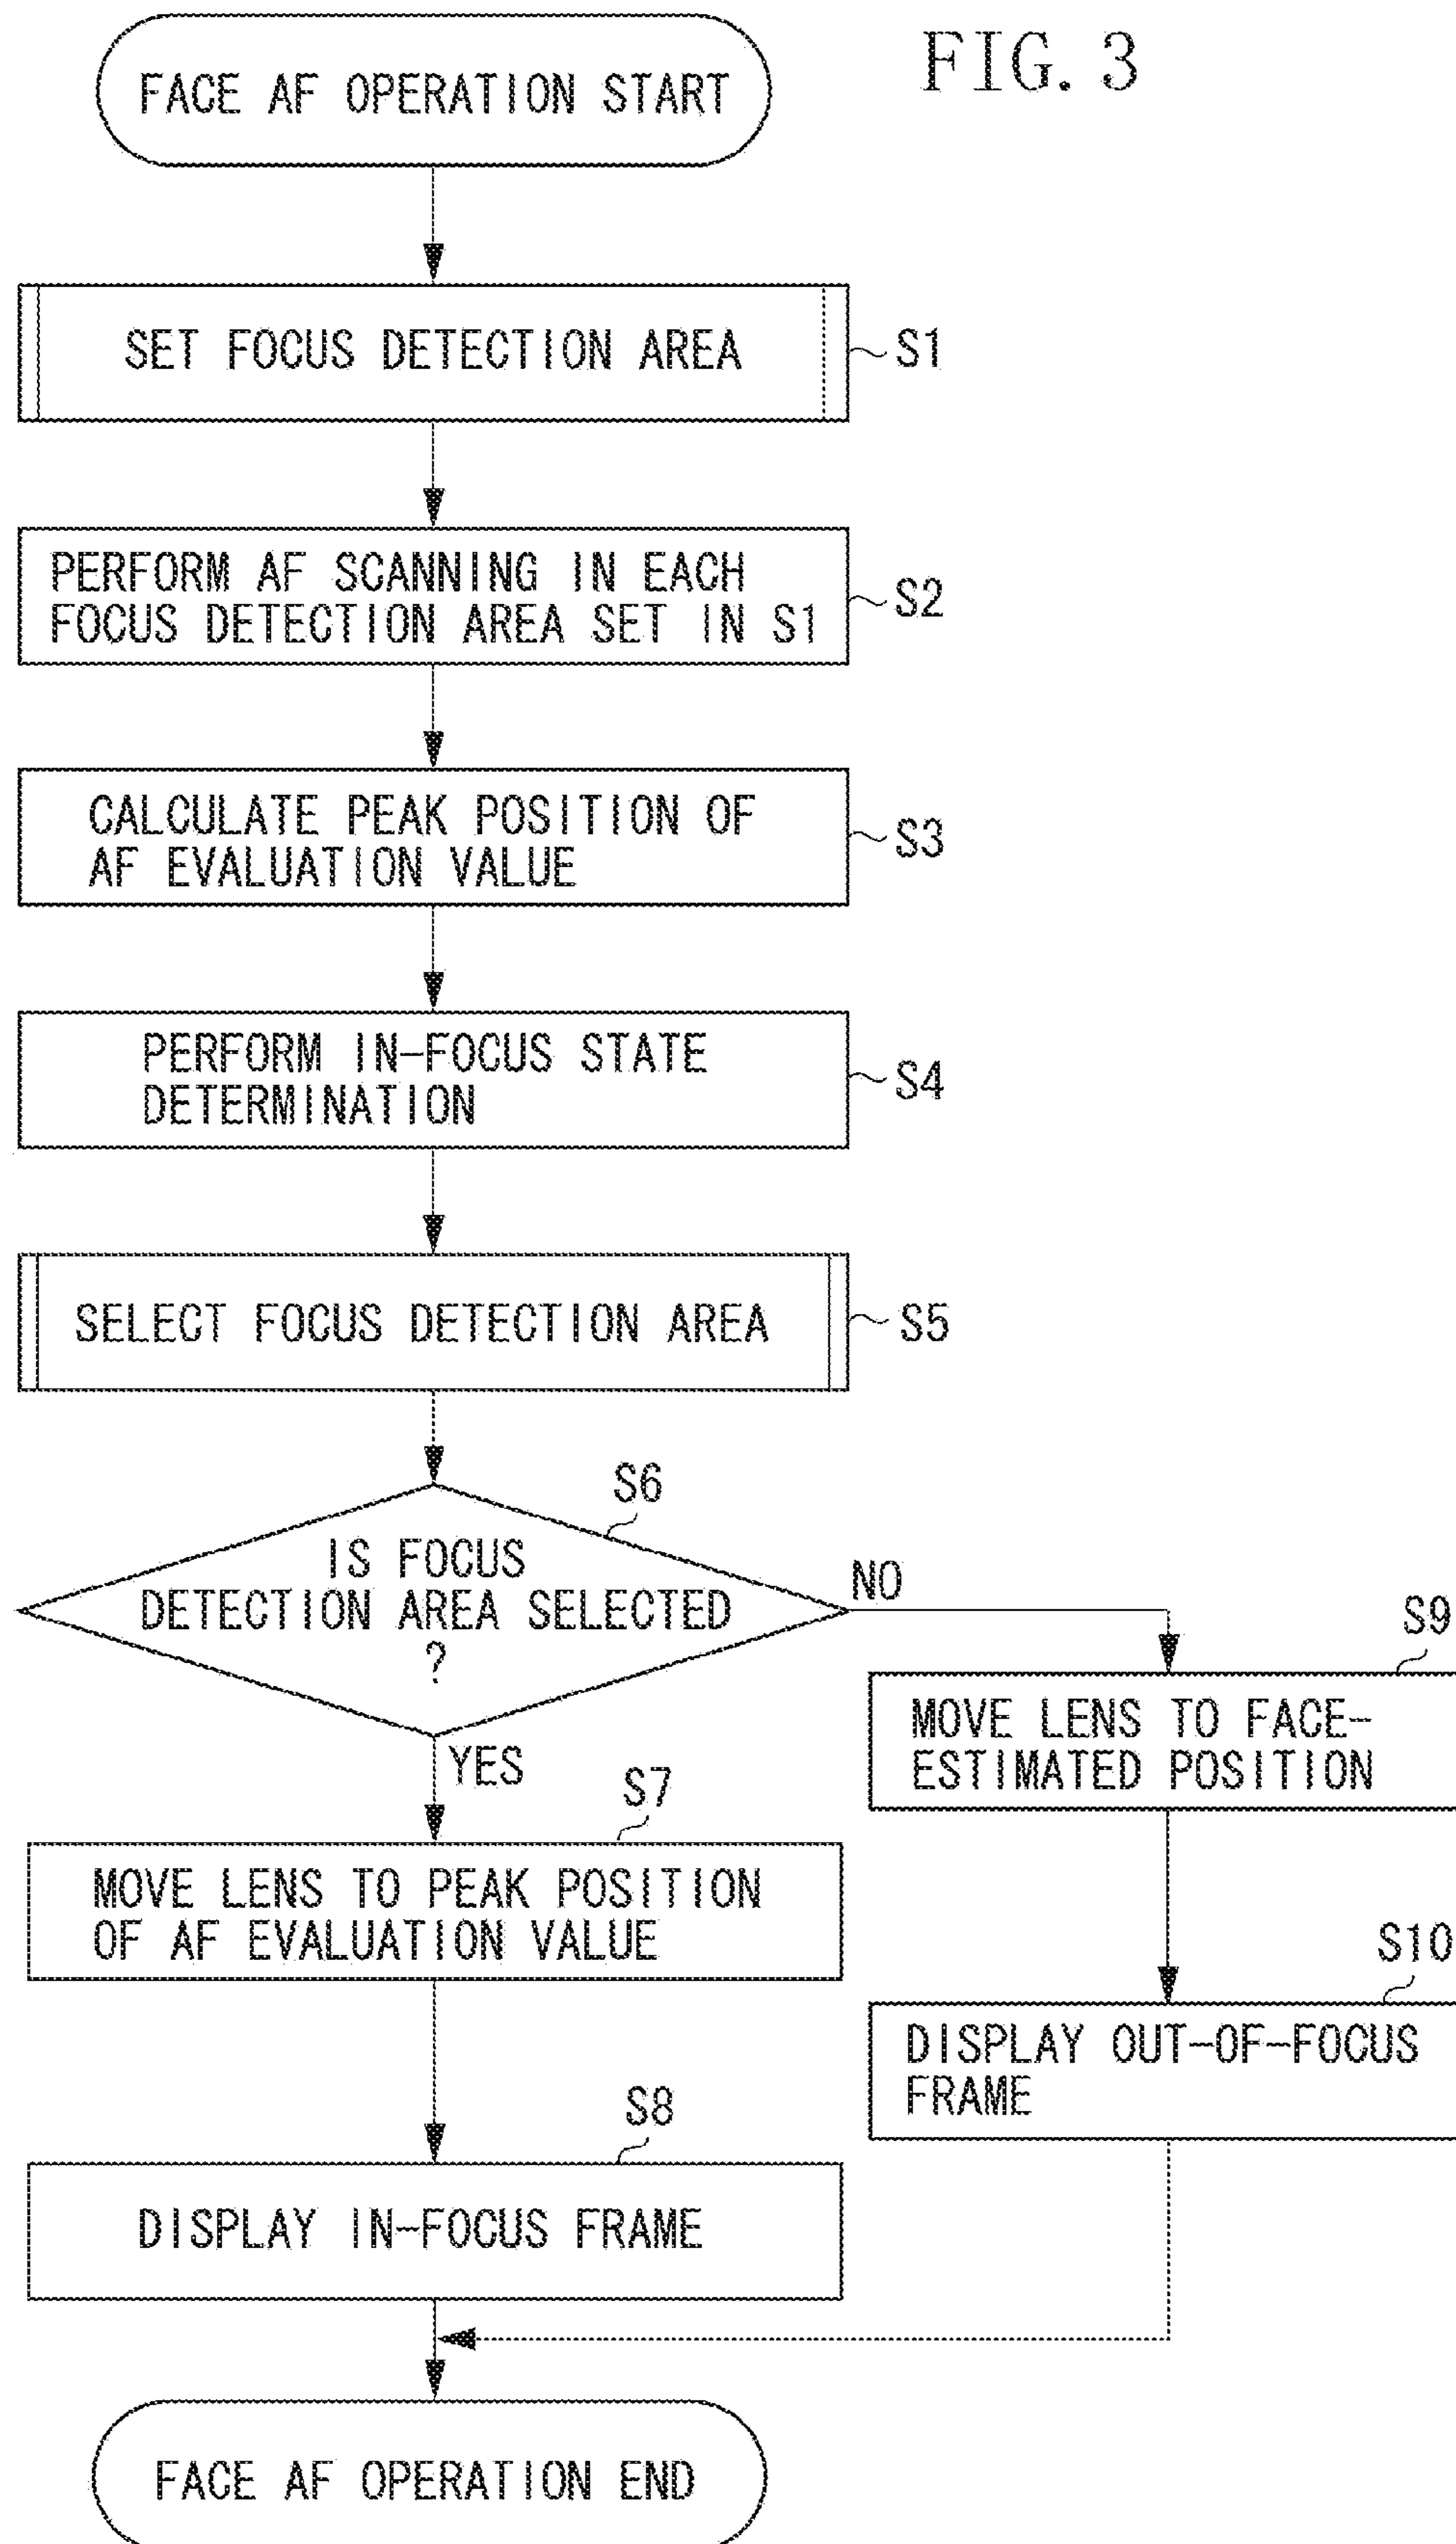 FIG. 3
FACE AF OPERATION START
SET FOCUS DETECTION AREA
S1
PERFORM AF SCANNING IN EACH
FOCUS DETECTION AREA SET IN S1
S2
CALCULATE PEAK POSITION OF
AF EVALUATION VALUE
S3
PERFORM IN-FOCUS STATE
DETERMINATION
S4
SELECT FOCUS DETECTION AREA
S5
S6
IS FOCUS
DETECTION AREA SELECTED
?
NO
YES
S9
MOVE LENS TO FACE-
ESTIMATED POSITION
S7
MOVE LENS TO PEAK POSITION
OF AF EVALUATION VALUE
S10
DISPLAY OUT-OF-FOCUS
FRAME
S8
DISPLAY IN-FOCUS FRAME
FACE AF OPERATION END